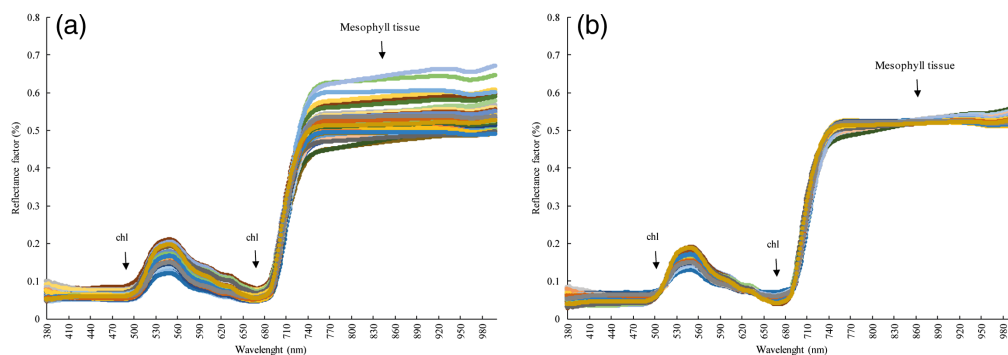 (a)
Mesophyll tissue
chl
chl
Reflectance factor (%)
0.8
0.7
0.6
0.5
0.4
0.3
0.2
0.1
0
380 410 440 470 500 530 560 590 620 650 680 710 740 770 800 830 860 890 920 950 980
Wavelenght (nm)
(b)
Mesophyll tissue
chl
chl
Reflectance factor (%)
0.8
0.7
0.6
0.5
0.4
0.3
0.2
0.1
0
380 410 440 470 500 530 560 590 620 650 680 710 740 770 800 830 860 890 920 950 980
Wavelenght (nm)